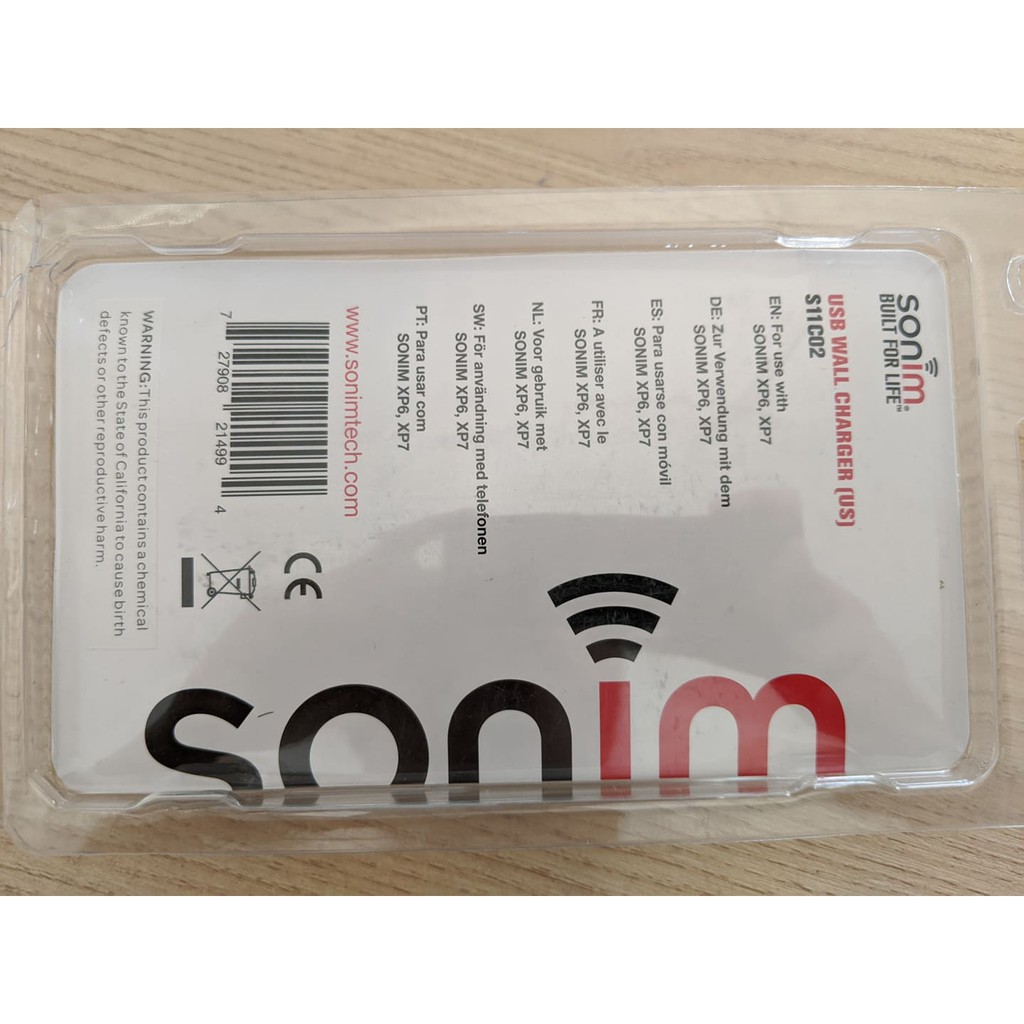 sonim®
BUILT FOR LIFE™
USB WALL CHARGER (US)
S11C02
EN: For use with
SONIM XP6, XP7
DE: Zur Verwendung mit dem
SONIM XP6, XP7
ES: Para usarse con móvil
SONIM XP6, XP7
FR: A utiliser avec le
SONIM XP6, XP7
NL: Voor gebruik met
SONIM XP6, XP7
SW: För användning med telefonen
SONIM XP6, XP7
PT: Para usar com
SONIM XP6, XP7
www.sonimtech.com
7 27908 21499 4
CE
WARNING: This product contains a chemical
known to the State of California to cause birth
defects or other reproductive harm.
sonim